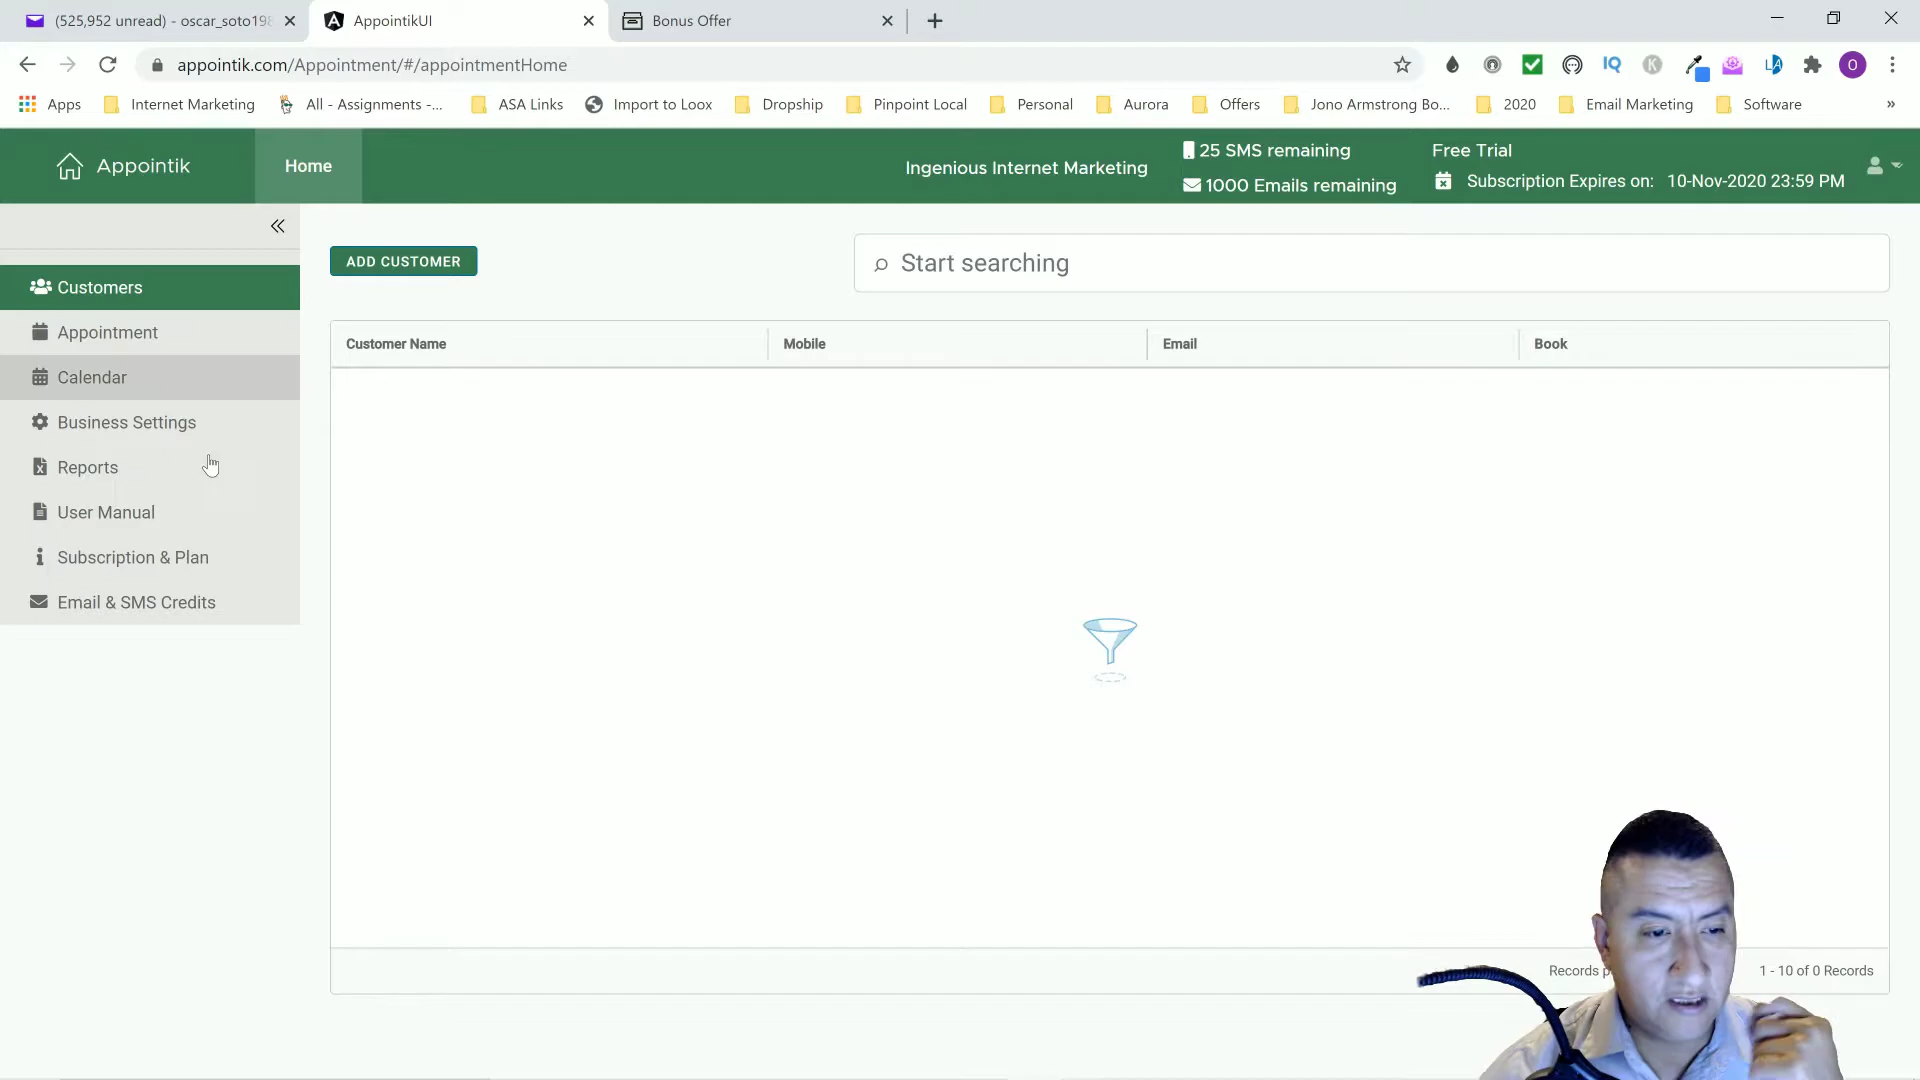 (525,952 unread) - oscar_soto198
AppointikUI
Bonus Offer
appointik.com/Appointment/#/appointmentHome
IQ
K
LA
O
Apps
Internet Marketing
All - Assignments -...
ASA Links
Import to Loox
Dropship
Pinpoint Local
Personal
Aurora
Offers
Jono Armstrong Bo...
2020
Email Marketing
Software
»
Appointik
Home
Ingenious Internet Marketing
25 SMS remaining
1000 Emails remaining
Free Trial
Subscription Expires on: 10-Nov-2020 23:59 PM
Customers
Appointment
Calendar
Business Settings
Reports
User Manual
Subscription & Plan
Email & SMS Credits
ADD CUSTOMER
Start searching
Customer Name
Mobile
Email
Book
Records
1 - 10 of 0 Records